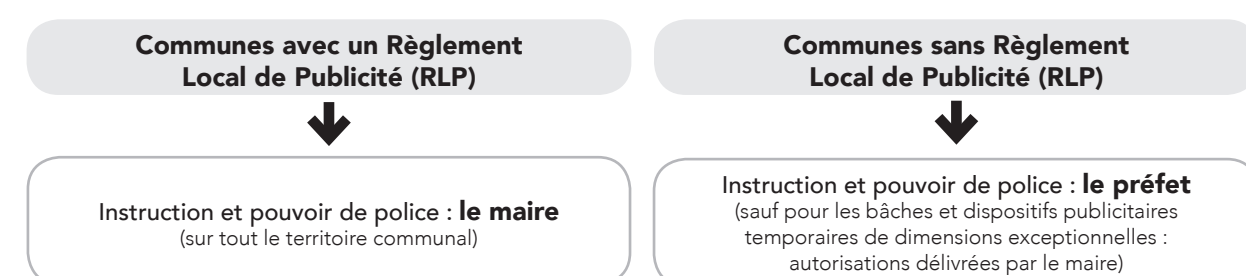 Communes avec un Règlement
Local de Publicité (RLP)
Instruction et pouvoir de police : le maire
(sur tout le territoire communal)
Communes sans Règlement
Local de Publicité (RLP)
Instruction et pouvoir de police : le préfet
(sauf pour les bâches et dispositifs publicitaires
temporaires de dimensions exceptionnelles :
autorisations délivrées par le maire)